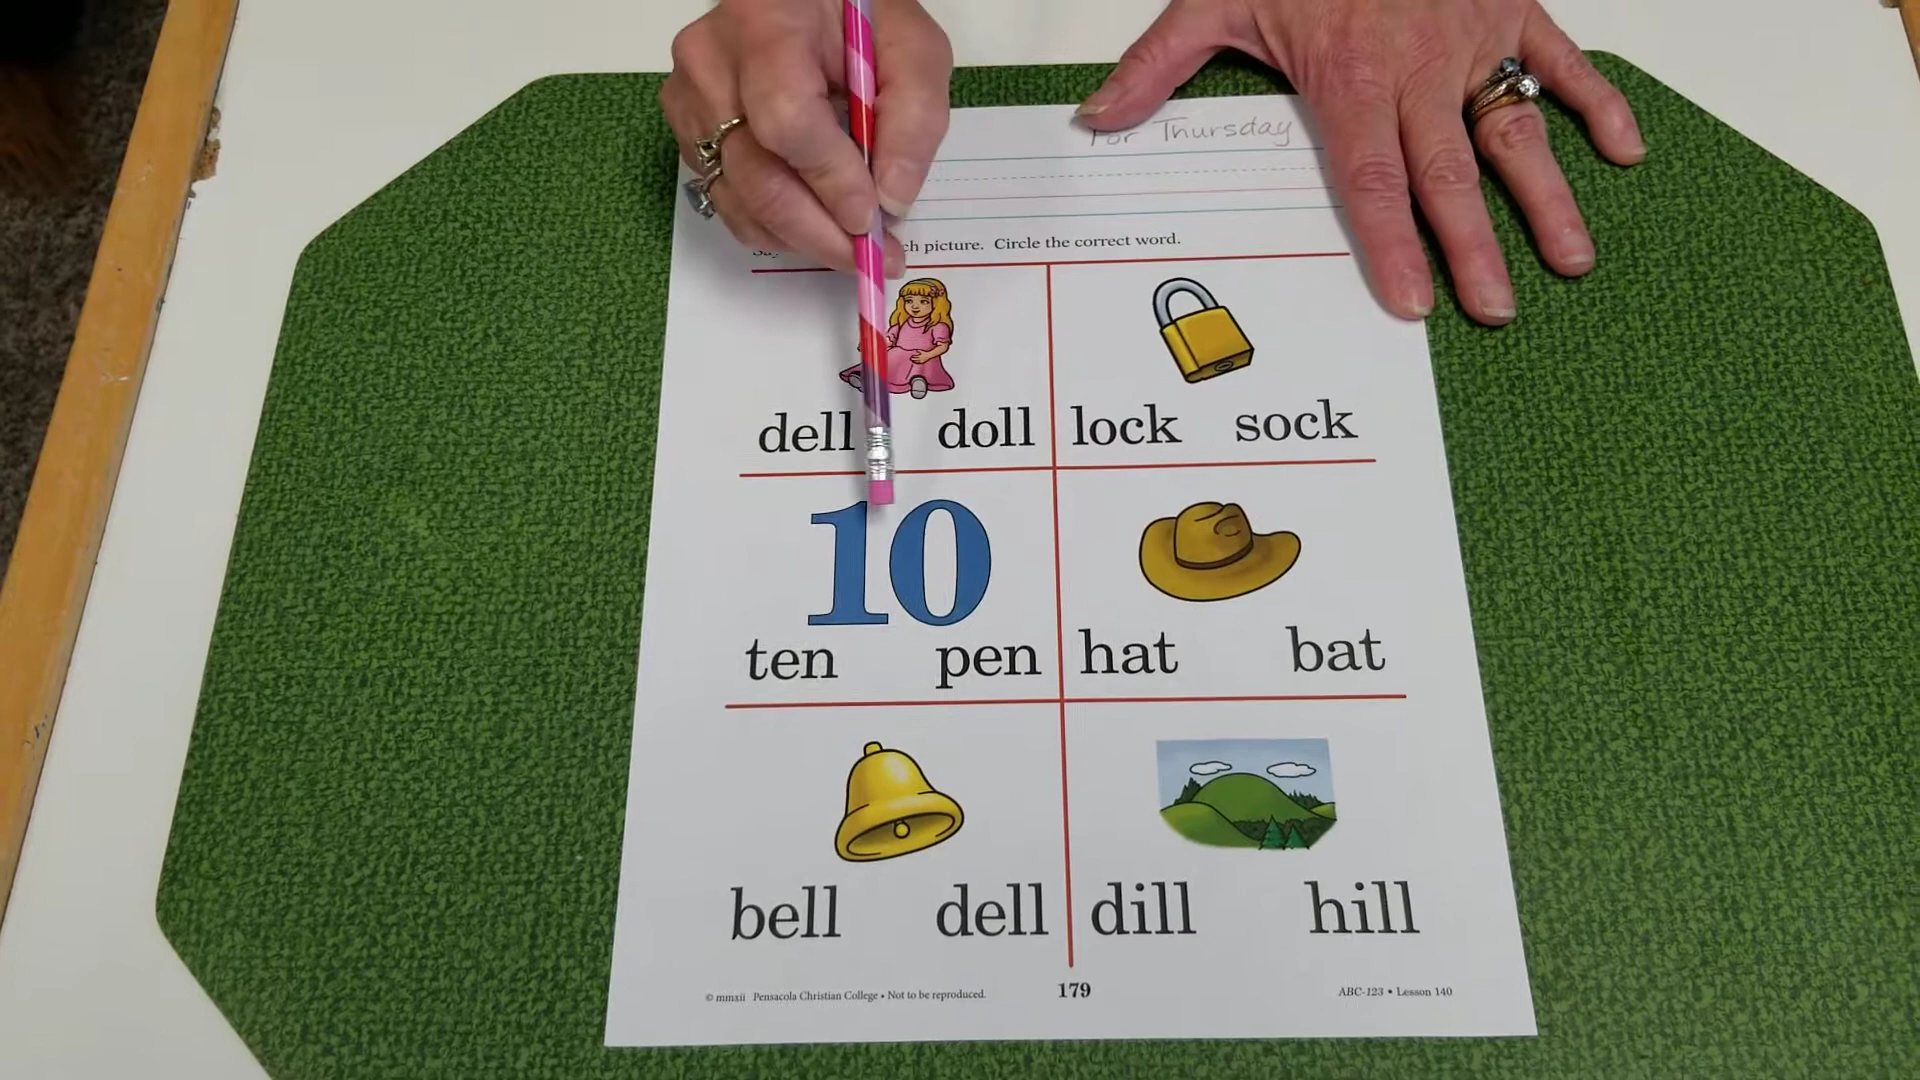 For Thursday
picture. Circle the correct word.
dell doll lock sock
10
ten pen hat bat
bell dell dill hill
© mmxii Pensacola Christian College • Not to be reproduced. 179 ABC-123 • Lesson 140